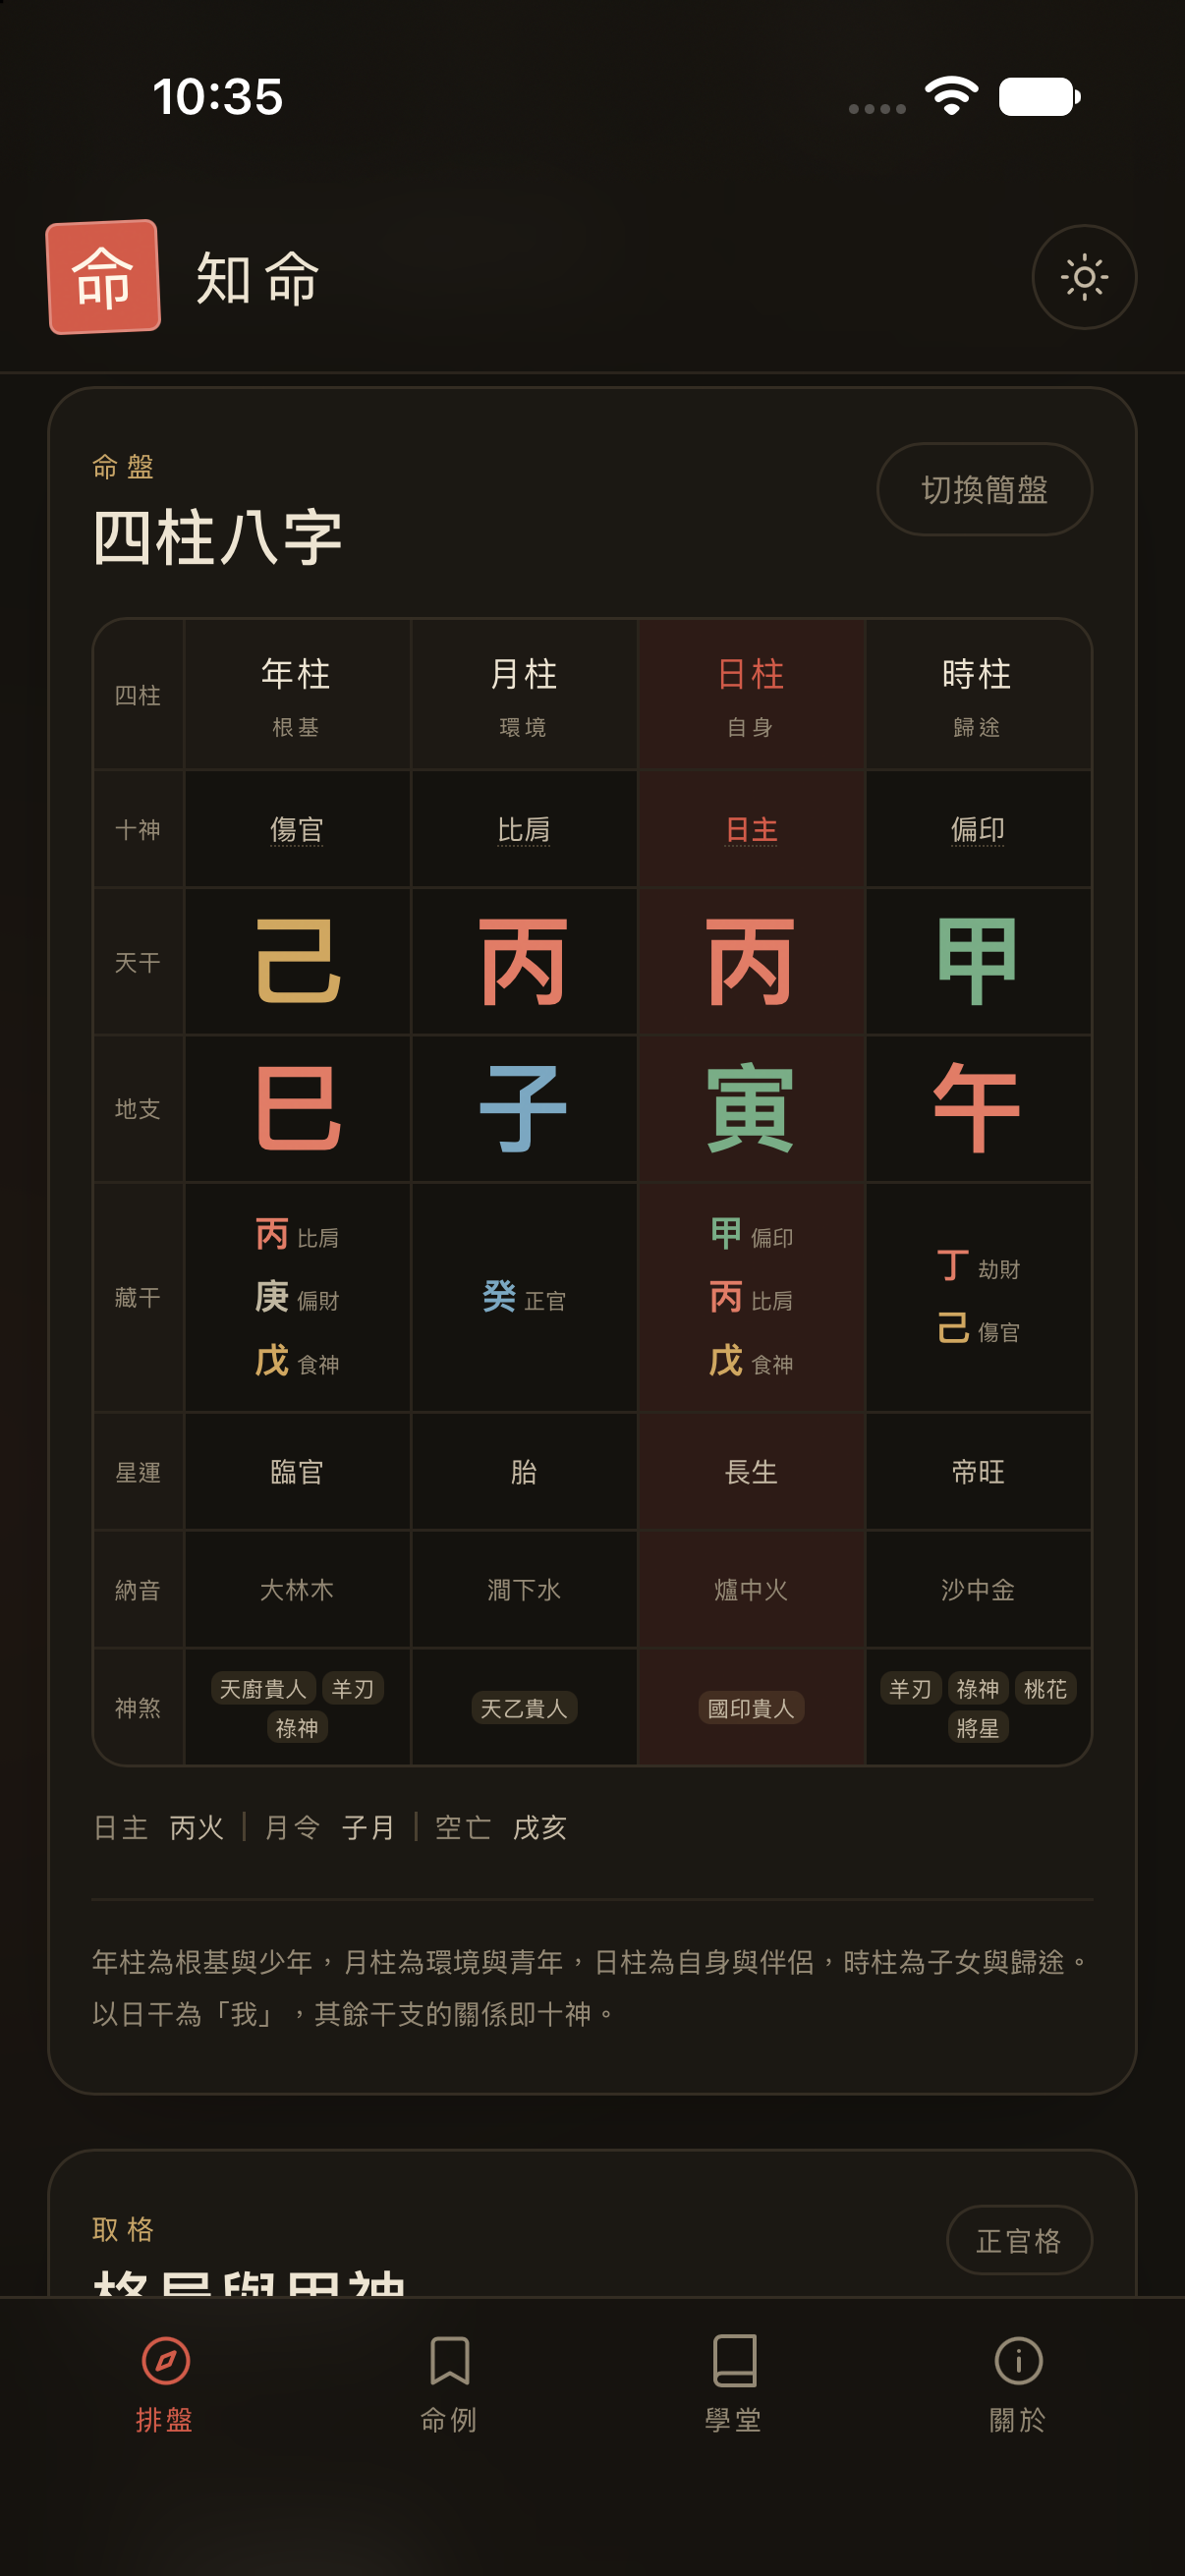 10:35
命
知命
命盤
四柱八字
切換簡盤
四柱 年柱 月柱 日柱 時柱
根基 環境 自身 歸途
十神 傷官 比肩 日主 偏印
天干 己 丙 丙 甲
地支 巳 子 寅 午
藏干
丙 比肩
庚 偏財
戊 食神
癸 正官
甲 偏印
丙 比肩
戊 食神
丁 劫財
己 傷官
星運 臨官 胎 長生 帝旺
納音 大林木 澗下水 爐中火 沙中金
神煞
天廚貴人 羊刃
祿神
天乙貴人
國印貴人
羊刃 祿神 桃花
將星
日主 丙火 | 月令 子月 | 空亡 戌亥
年柱為根基與少年，月柱為環境與青年，日柱為自身與伴侶，時柱為子女與歸途。
以日干為「我」，其餘干支的關係即十神。
取格
格局與用神
正官格
排盤 命例 學堂 關於